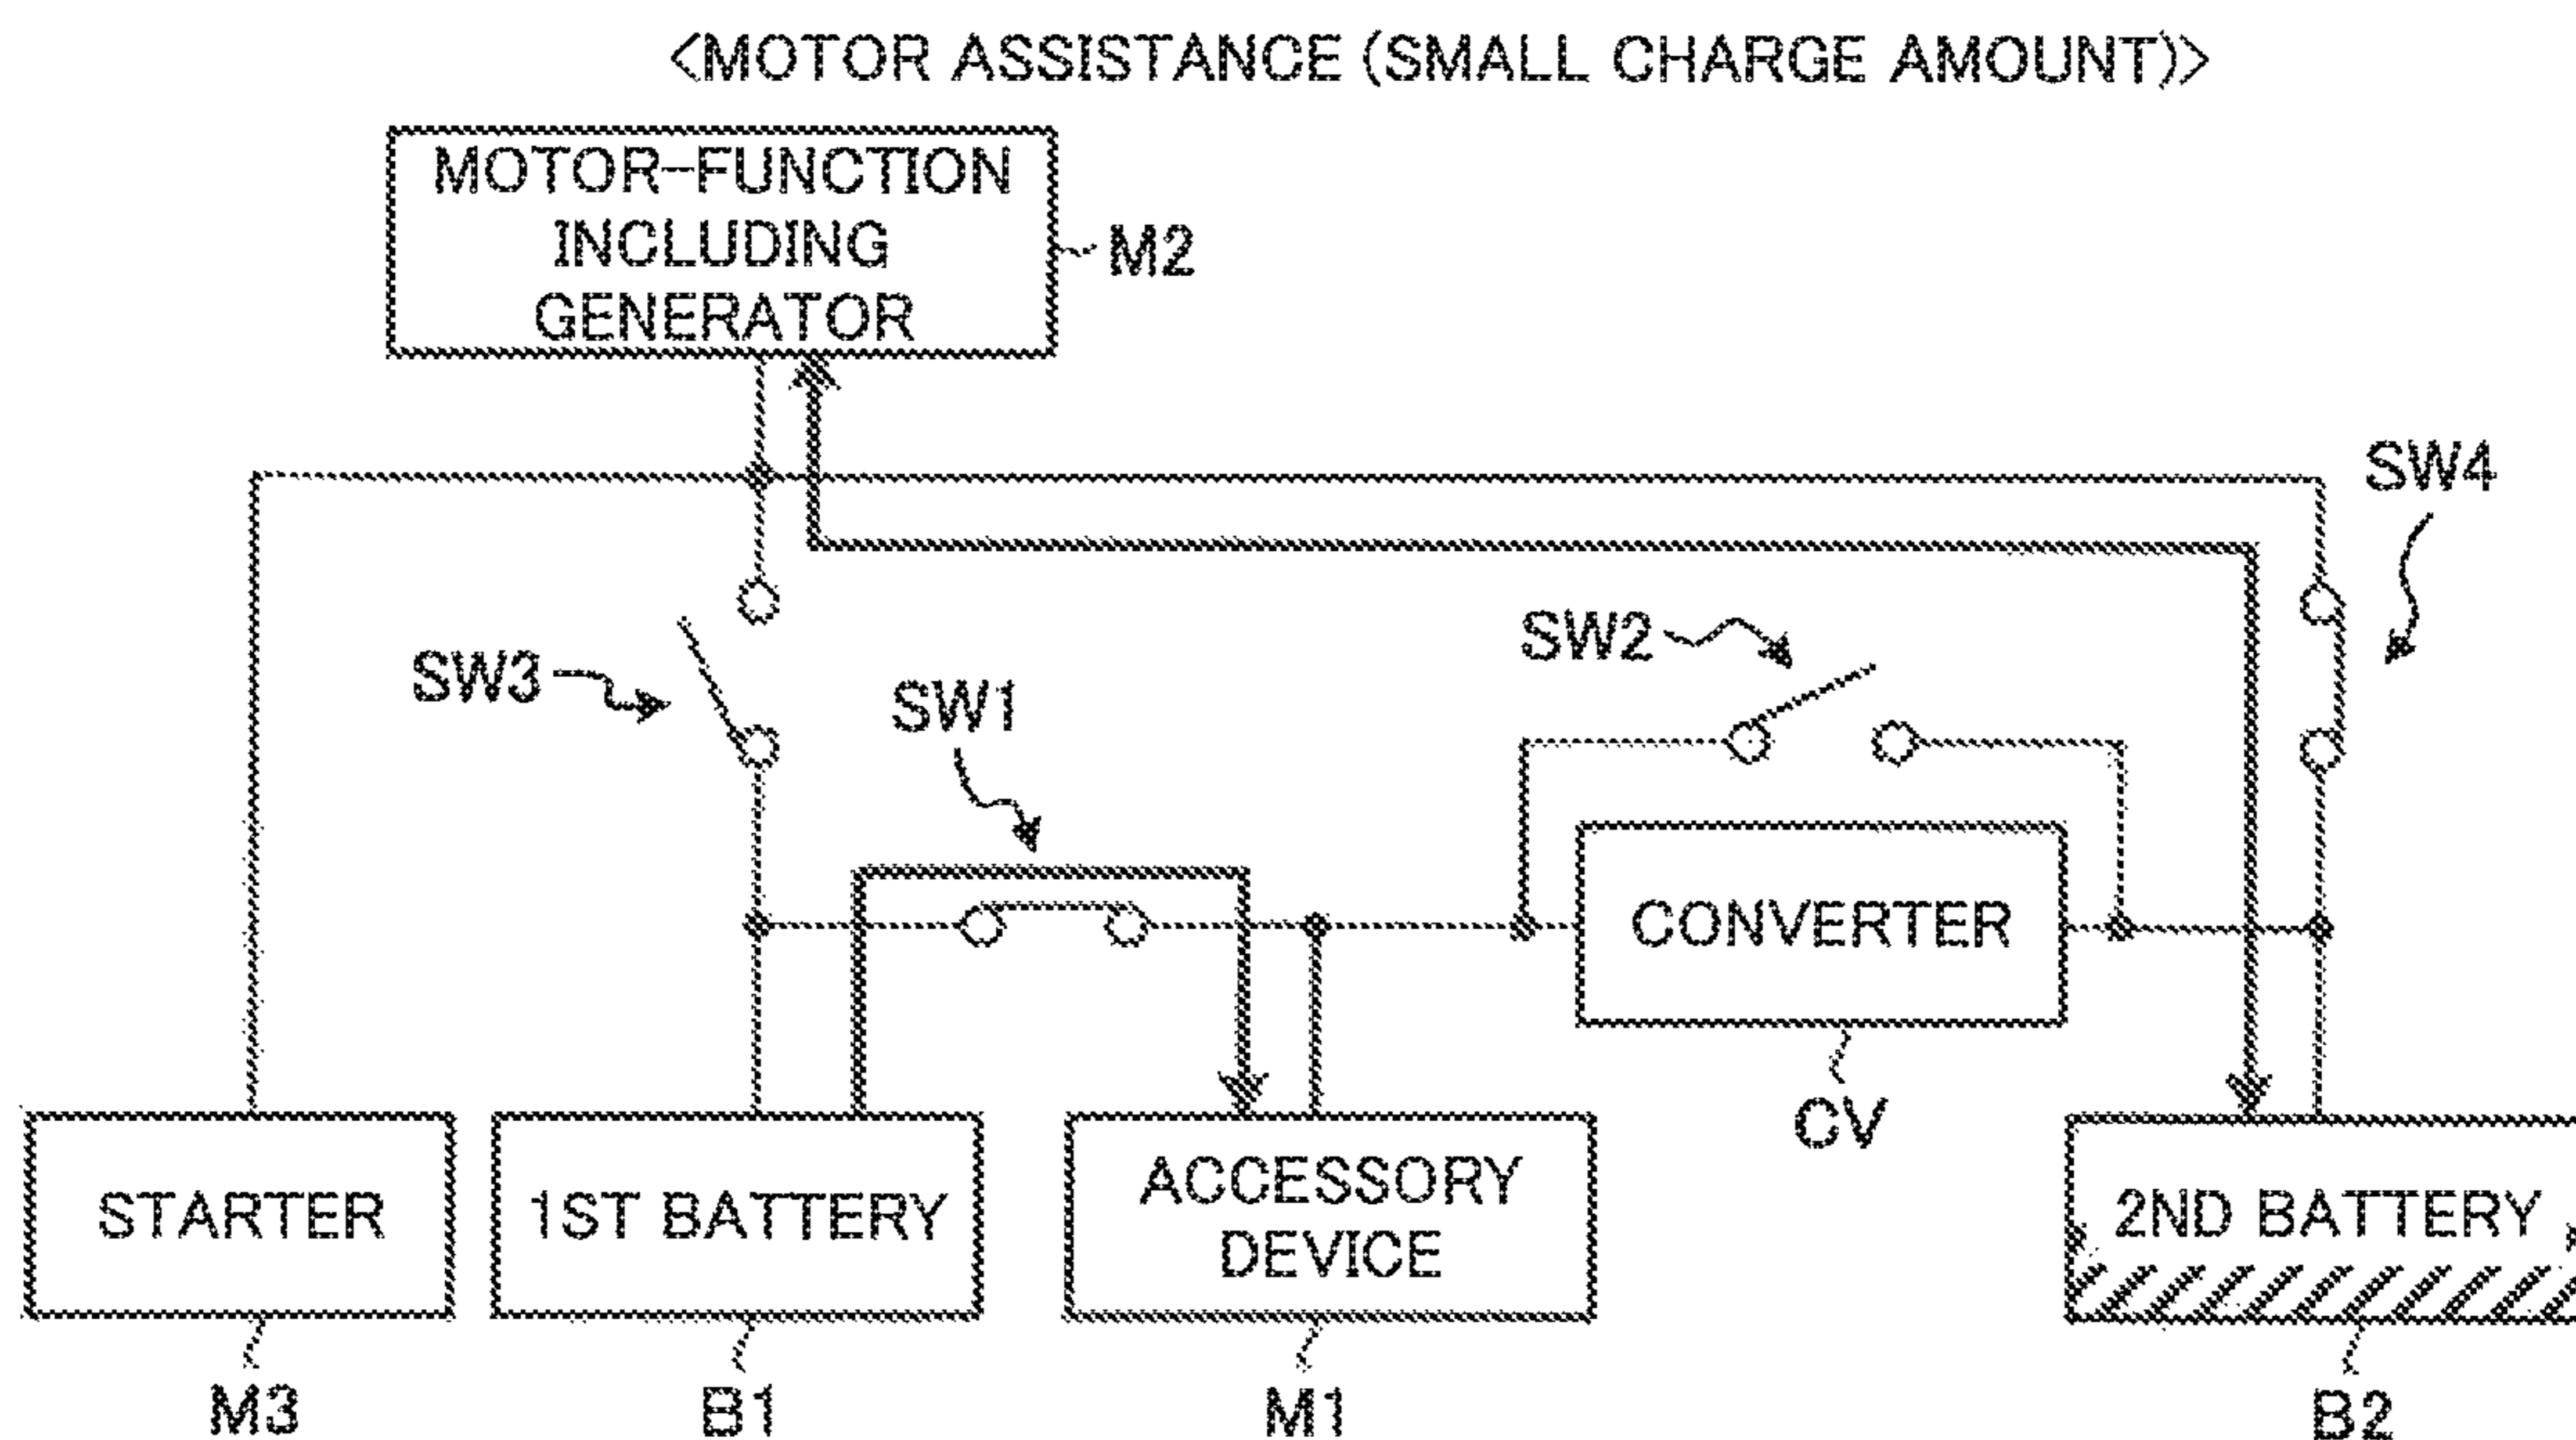 <MOTOR ASSISTANCE (SMALL CHARGE AMOUNT)>
MOTOR-FUNCTION
INCLUDING
GENERATOR
M2
SW4
SW3
SW1
SW2
CONVERTER
CV
STARTER
1ST BATTERY
ACCESSORY
DEVICE
2ND BATTERY
M3
B1
M1
B2